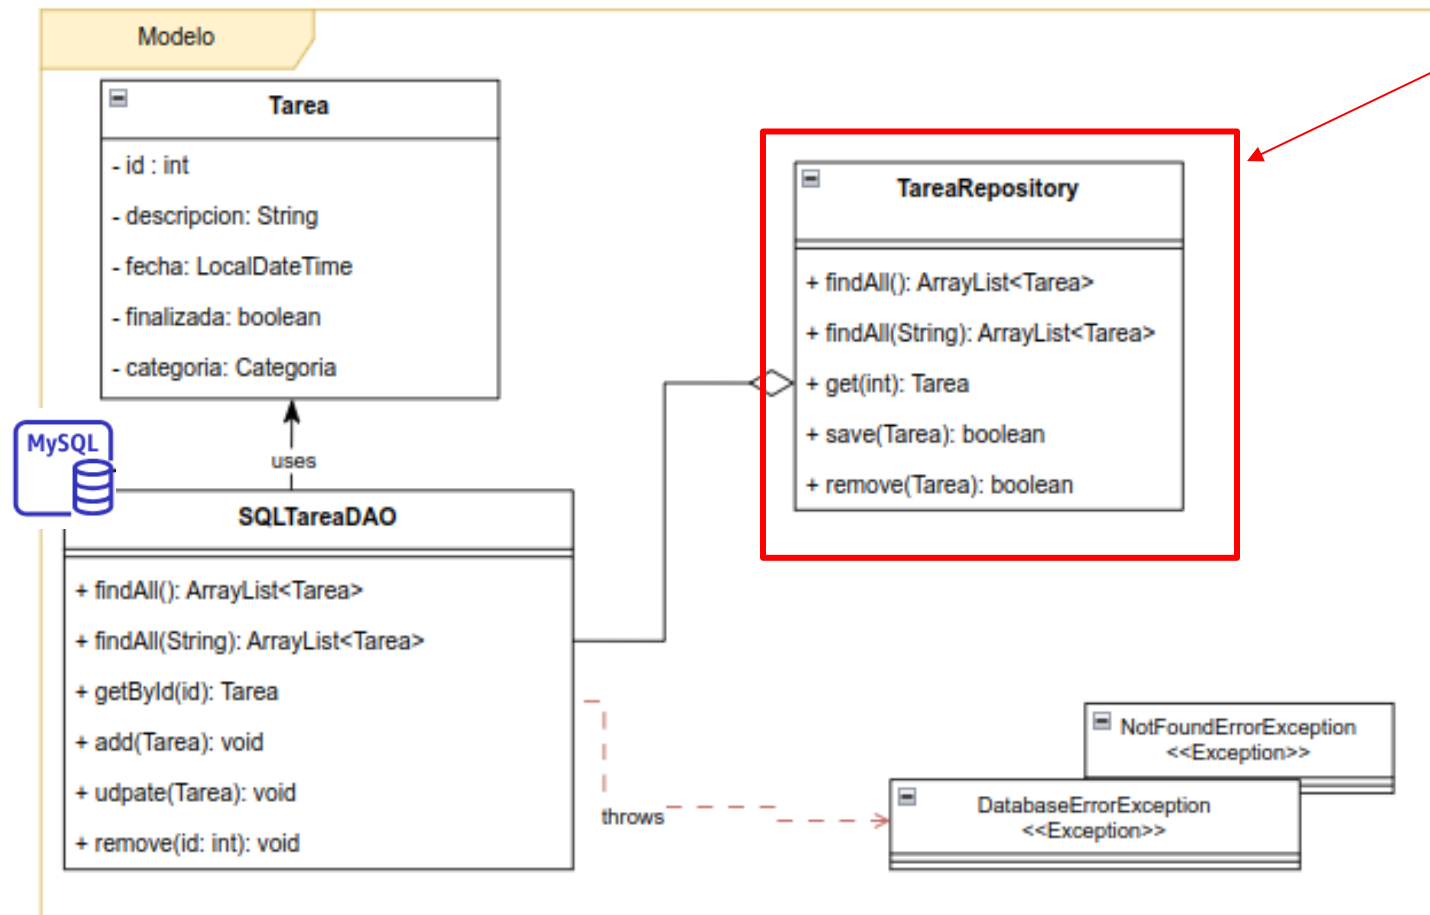 Modelo
Tarea
- id : int
- descripcion: String
- fecha: LocalDateTime
- finalizada: boolean
- categoria: Categoria
TareaRepository
+ findAll(): ArrayList<Tarea>
+ findAll(String): ArrayList<Tarea>
+ get(int): Tarea
+ save(Tarea): boolean
+ remove(Tarea): boolean
MySQL
uses
SQLTareaDAO
+ findAll(): ArrayList<Tarea>
+ findAll(String): ArrayList<Tarea>
+ getById(id): Tarea
+ add(Tarea): void
+ udpate(Tarea): void
+ remove(id: int): void
throws
NotFoundErrorException
<<Exception>>
DatabaseErrorException
<<Exception>>